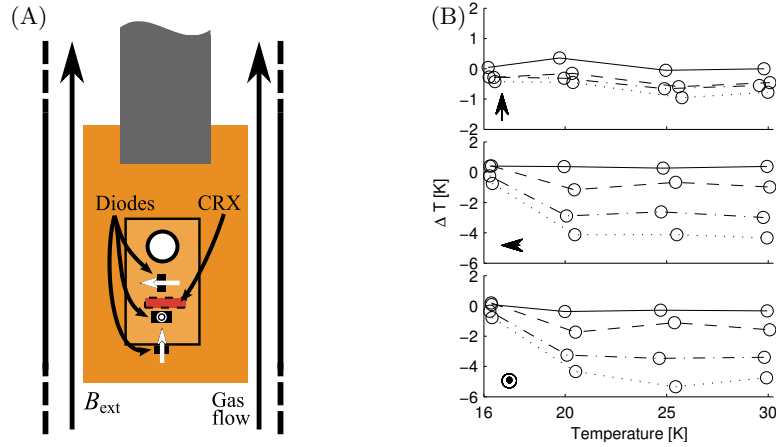 (A)
Diodes
CRX
B_ext
Gas
flow
(B)
2
1
0
−1
−2
2
0
−2
−4
−6
2
0
−2
−4
−6
Δ T [K]
16
20
25
30
Temperature [K]